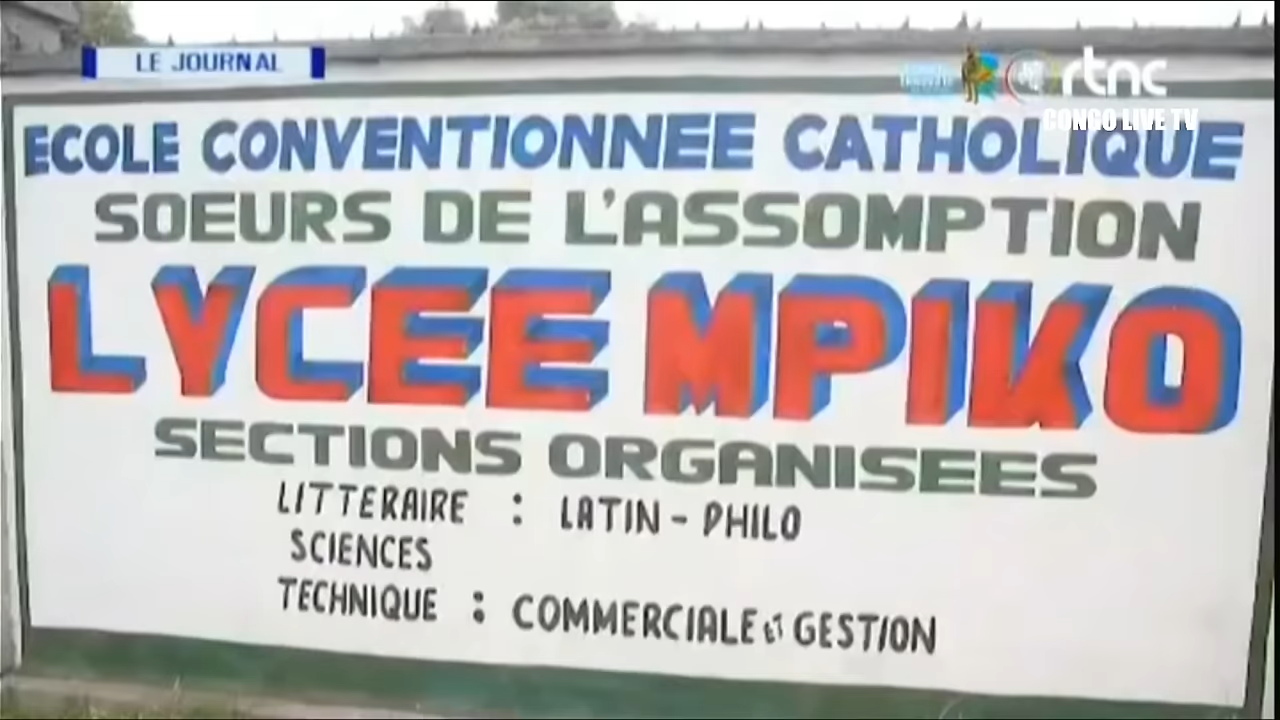 LE JOURNAL
rtnc
CONGO LIVE TV
ECOLE CONVENTIONNEE CATHOLIQUE
SOEURS DE L'ASSOMPTION
LYCEE MPIKO
SECTIONS ORGANISEES
LITTERAIRE : LATIN - PHILO
SCIENCES
TECHNIQUE : COMMERCIALE et GESTION